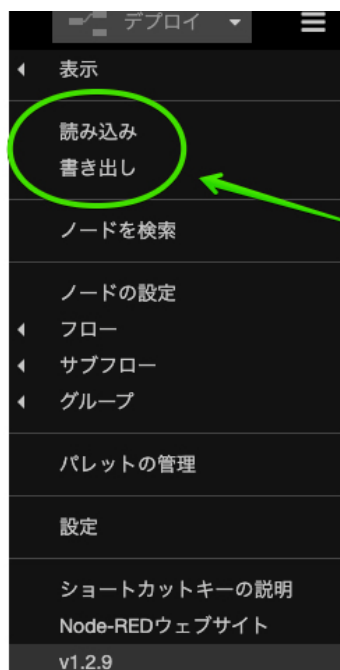 デプロイ
表示
読み込み
書き出し
ノードを検索
ノードの設定
フロー
サブフロー
グループ
パレットの管理
設定
ショートカットキーの説明
Node-REDウェブサイト
v1.2.9